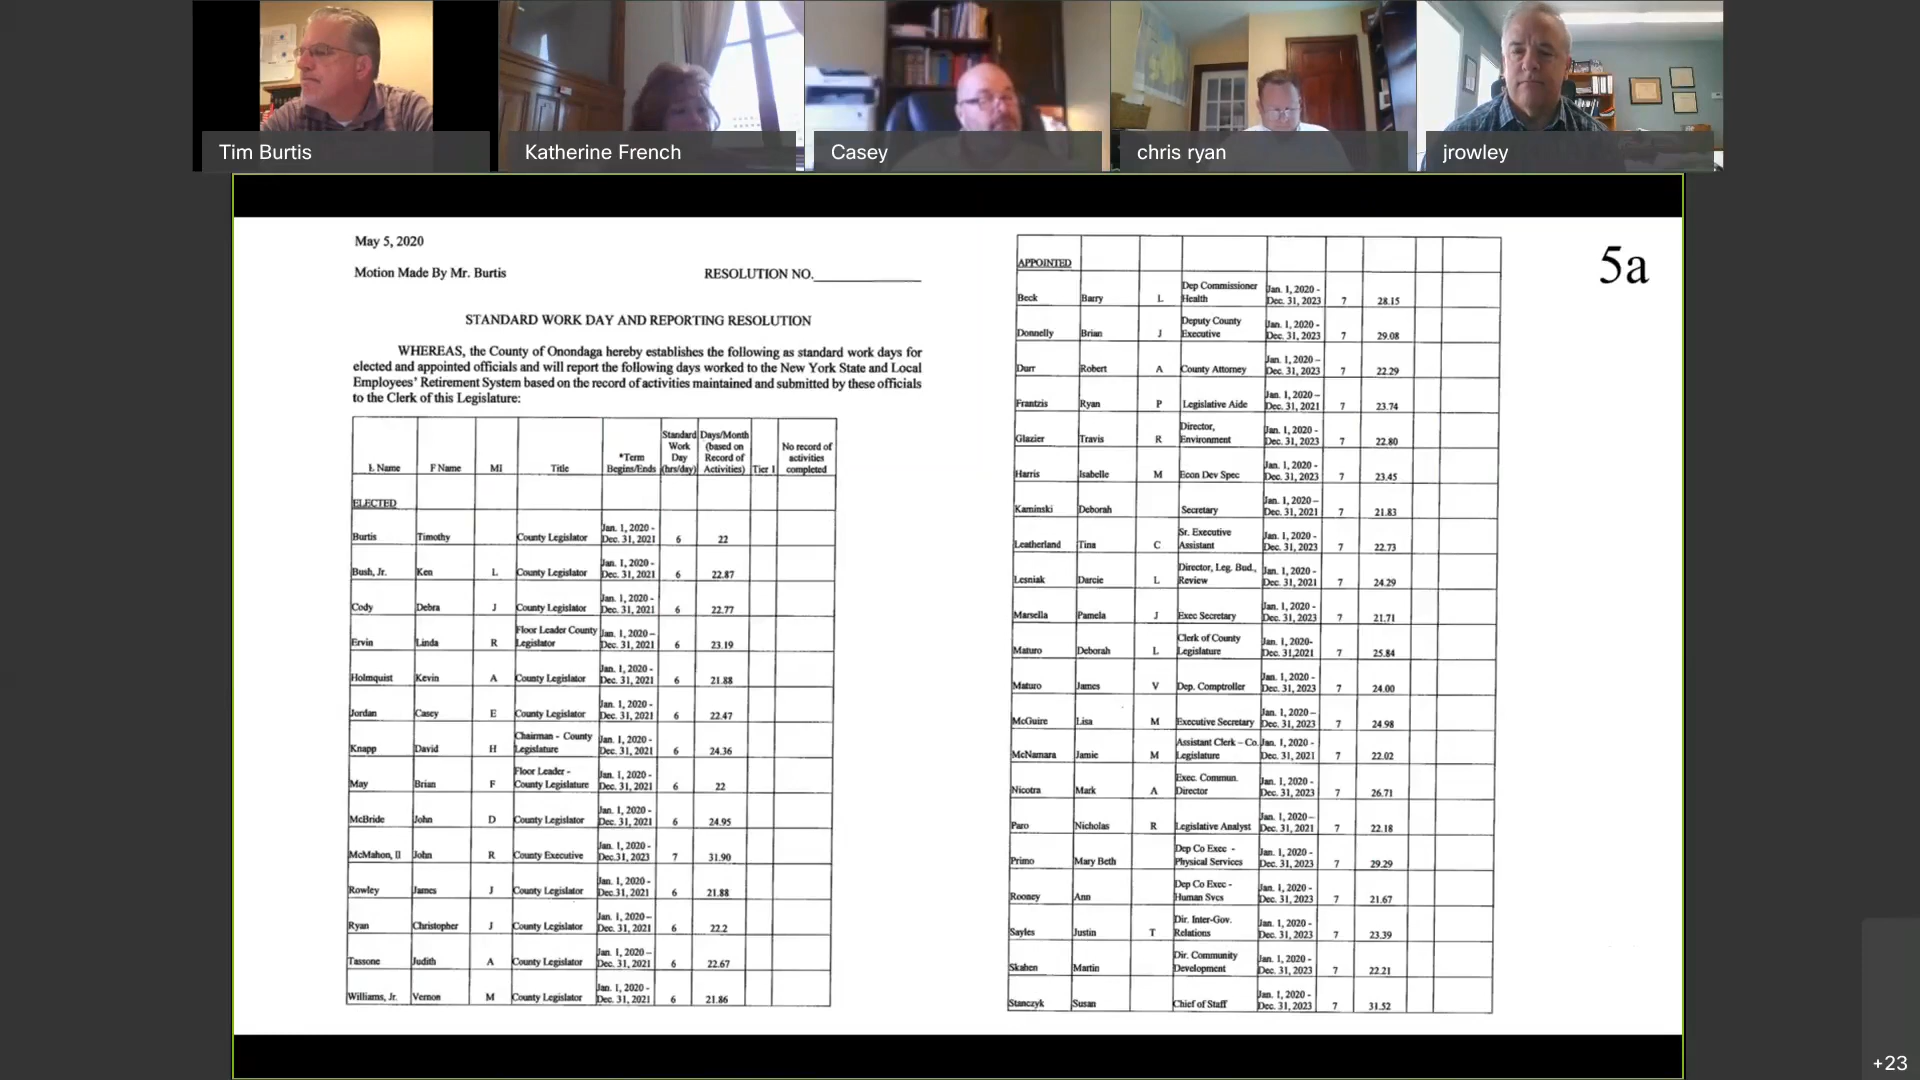 Tim Burtis
Katherine French
Casey
chris ryan
jrowley
May 5, 2020
Motion Made By Mr. Burtis RESOLUTION NO.
STANDARD WORK DAY AND REPORTING RESOLUTION
WHEREAS, the County of Onondaga hereby establishes the following as standard work days for
elected and appointed officials and will report the following days worked to the New York State and Local
Employees' Retirement System based on the record of activities maintained and submitted by these officials
to the Clerk of this Legislature:
L Name F Name MI Title *Term Begins/Ends Standard Work Day (hrs/day) Days/Month (based on Record of Activities) Tier 1 No record of activities completed
ELECTED
Burtis Timothy County Legislator Jan. 1, 2020 - Dec. 31, 2021 6 22
Bush, Jr. Ken L County Legislator Jan. 1, 2020 - Dec. 31, 2021 6 22.87
Cody Debra J County Legislator Jan. 1, 2020 - Dec. 31, 2021 6 22.77
Ervin Linda R Floor Leader County Legislator Jan. 1, 2020 – Dec. 31, 2021 6 23.19
Holmquist Kevin A County Legislator Jan. 1, 2020 - Dec. 31, 2021 6 21.88
Jordan Casey E County Legislator Jan. 1, 2020 - Dec. 31, 2021 6 22.47
Knapp David H Chairman - County Legislature Jan. 1, 2020 - Dec. 31, 2021 6 24.36
May Brian F Floor Leader - County Legislature Jan. 1, 2020 - Dec. 31, 2021 6 22
McBride John D County Legislator Jan. 1, 2020 - Dec. 31, 2021 6 24.95
McMahon, II John R County Executive Jan. 1, 2020 - Dec.31, 2023 7 31.90
Rowley James J County Legislator Jan. 1, 2020 - Dec.31, 2021 6 21.88
Ryan Christopher J County Legislator Jan. 1, 2020 – Dec. 31, 2021 6 22.2
Tassone Judith A County Legislator Jan. 1, 2020 – Dec. 31, 2021 6 22.67
Williams, Jr. Vernon M County Legislator Jan. 1, 2020 - Dec. 31, 2021 6 21.86
5a
APPOINTED
Beck Barry L Dep Commissioner Health Jan. 1, 2020 - Dec. 31, 2023 7 28.15
Donnelly Brian J Deputy County Executive Jan. 1, 2020 - Dec. 31, 2023 7 29.08
Durr Robert A County Attorney Jan. 1, 2020 – Dec. 31, 2023 7 22.29
Frantzis Ryan P Legislative Aide Jan. 1, 2020 – Dec. 31, 2021 7 23.74
Glazier Travis R Director, Environment Jan. 1, 2020 - Dec. 31, 2023 7 22.80
Harris Isabelle M Econ Dev Spec Jan. 1, 2020 - Dec. 31, 2023 7 23.45
Kaminski Deborah Secretary Jan. 1, 2020 – Dec. 31, 2021 7 21.83
Leatherland Tina C Sr. Executive Assistant Jan. 1, 2020 - Dec. 31, 2023 7 22.73
Lesniak Darcie L Director, Leg. Bud., Review Jan. 1, 2020 - Dec. 31, 2021 7 24.29
Marsella Pamela J Exec Secretary Jan. 1, 2020 - Dec. 31, 2023 7 21.71
Maturo Deborah L Clerk of County Legislature Jan. 1, 2020- Dec. 31,2021 7 25.84
Maturo James V Dep. Comptroller Jan. 1, 2020 - Dec. 31, 2023 7 24.00
McGuire Lisa M Executive Secretary Jan. 1, 2020 – Dec. 31, 2023 7 24.98
McNamara Jamie M Assistant Clerk – Co. Legislature Jan. 1, 2020 - Dec. 31, 2021 7 22.02
Nicotra Mark A Exec. Commun. Director Jan. 1, 2020 - Dec. 31, 2023 7 26.71
Paro Nicholas R Legislative Analyst Jan. 1, 2020 – Dec. 31, 2021 7 22.18
Primo Mary Beth Dep Co Exec - Physical Services Jan. 1, 2020 - Dec. 31, 2023 7 29.29
Rooney Ann Dep Co Exec - Human Svcs Jan. 1, 2020 - Dec. 31, 2023 7 21.67
Sayles Justin T Dir. Inter-Gov. Relations Jan. 1, 2020 - Dec. 31, 2023 7 23.39
Skahen Martin Dir. Community Development Jan. 1, 2020 - Dec. 31, 2023 7 22.21
Stanczyk Susan Chief of Staff Jan. 1, 2020 - Dec. 31, 2023 7 31.52
+23